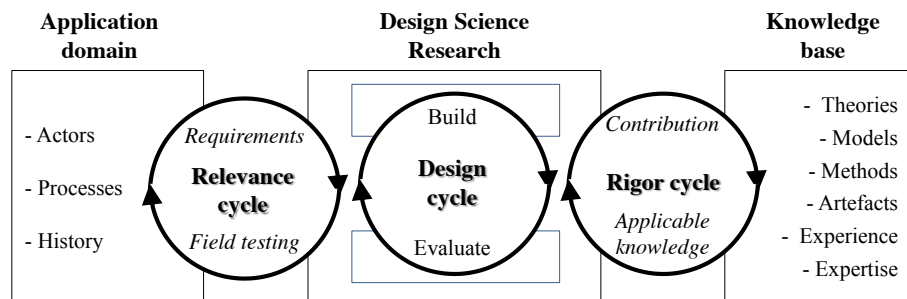 Application
domain
- Actors
- Processes
- History
Requirements
Relevance
cycle
Field testing
Design Science
Research
Build
Design
cycle
Evaluate
Contribution
Rigor cycle
Applicable
knowledge
Knowledge
base
- Theories
- Models
- Methods
- Artefacts
- Experience
- Expertise